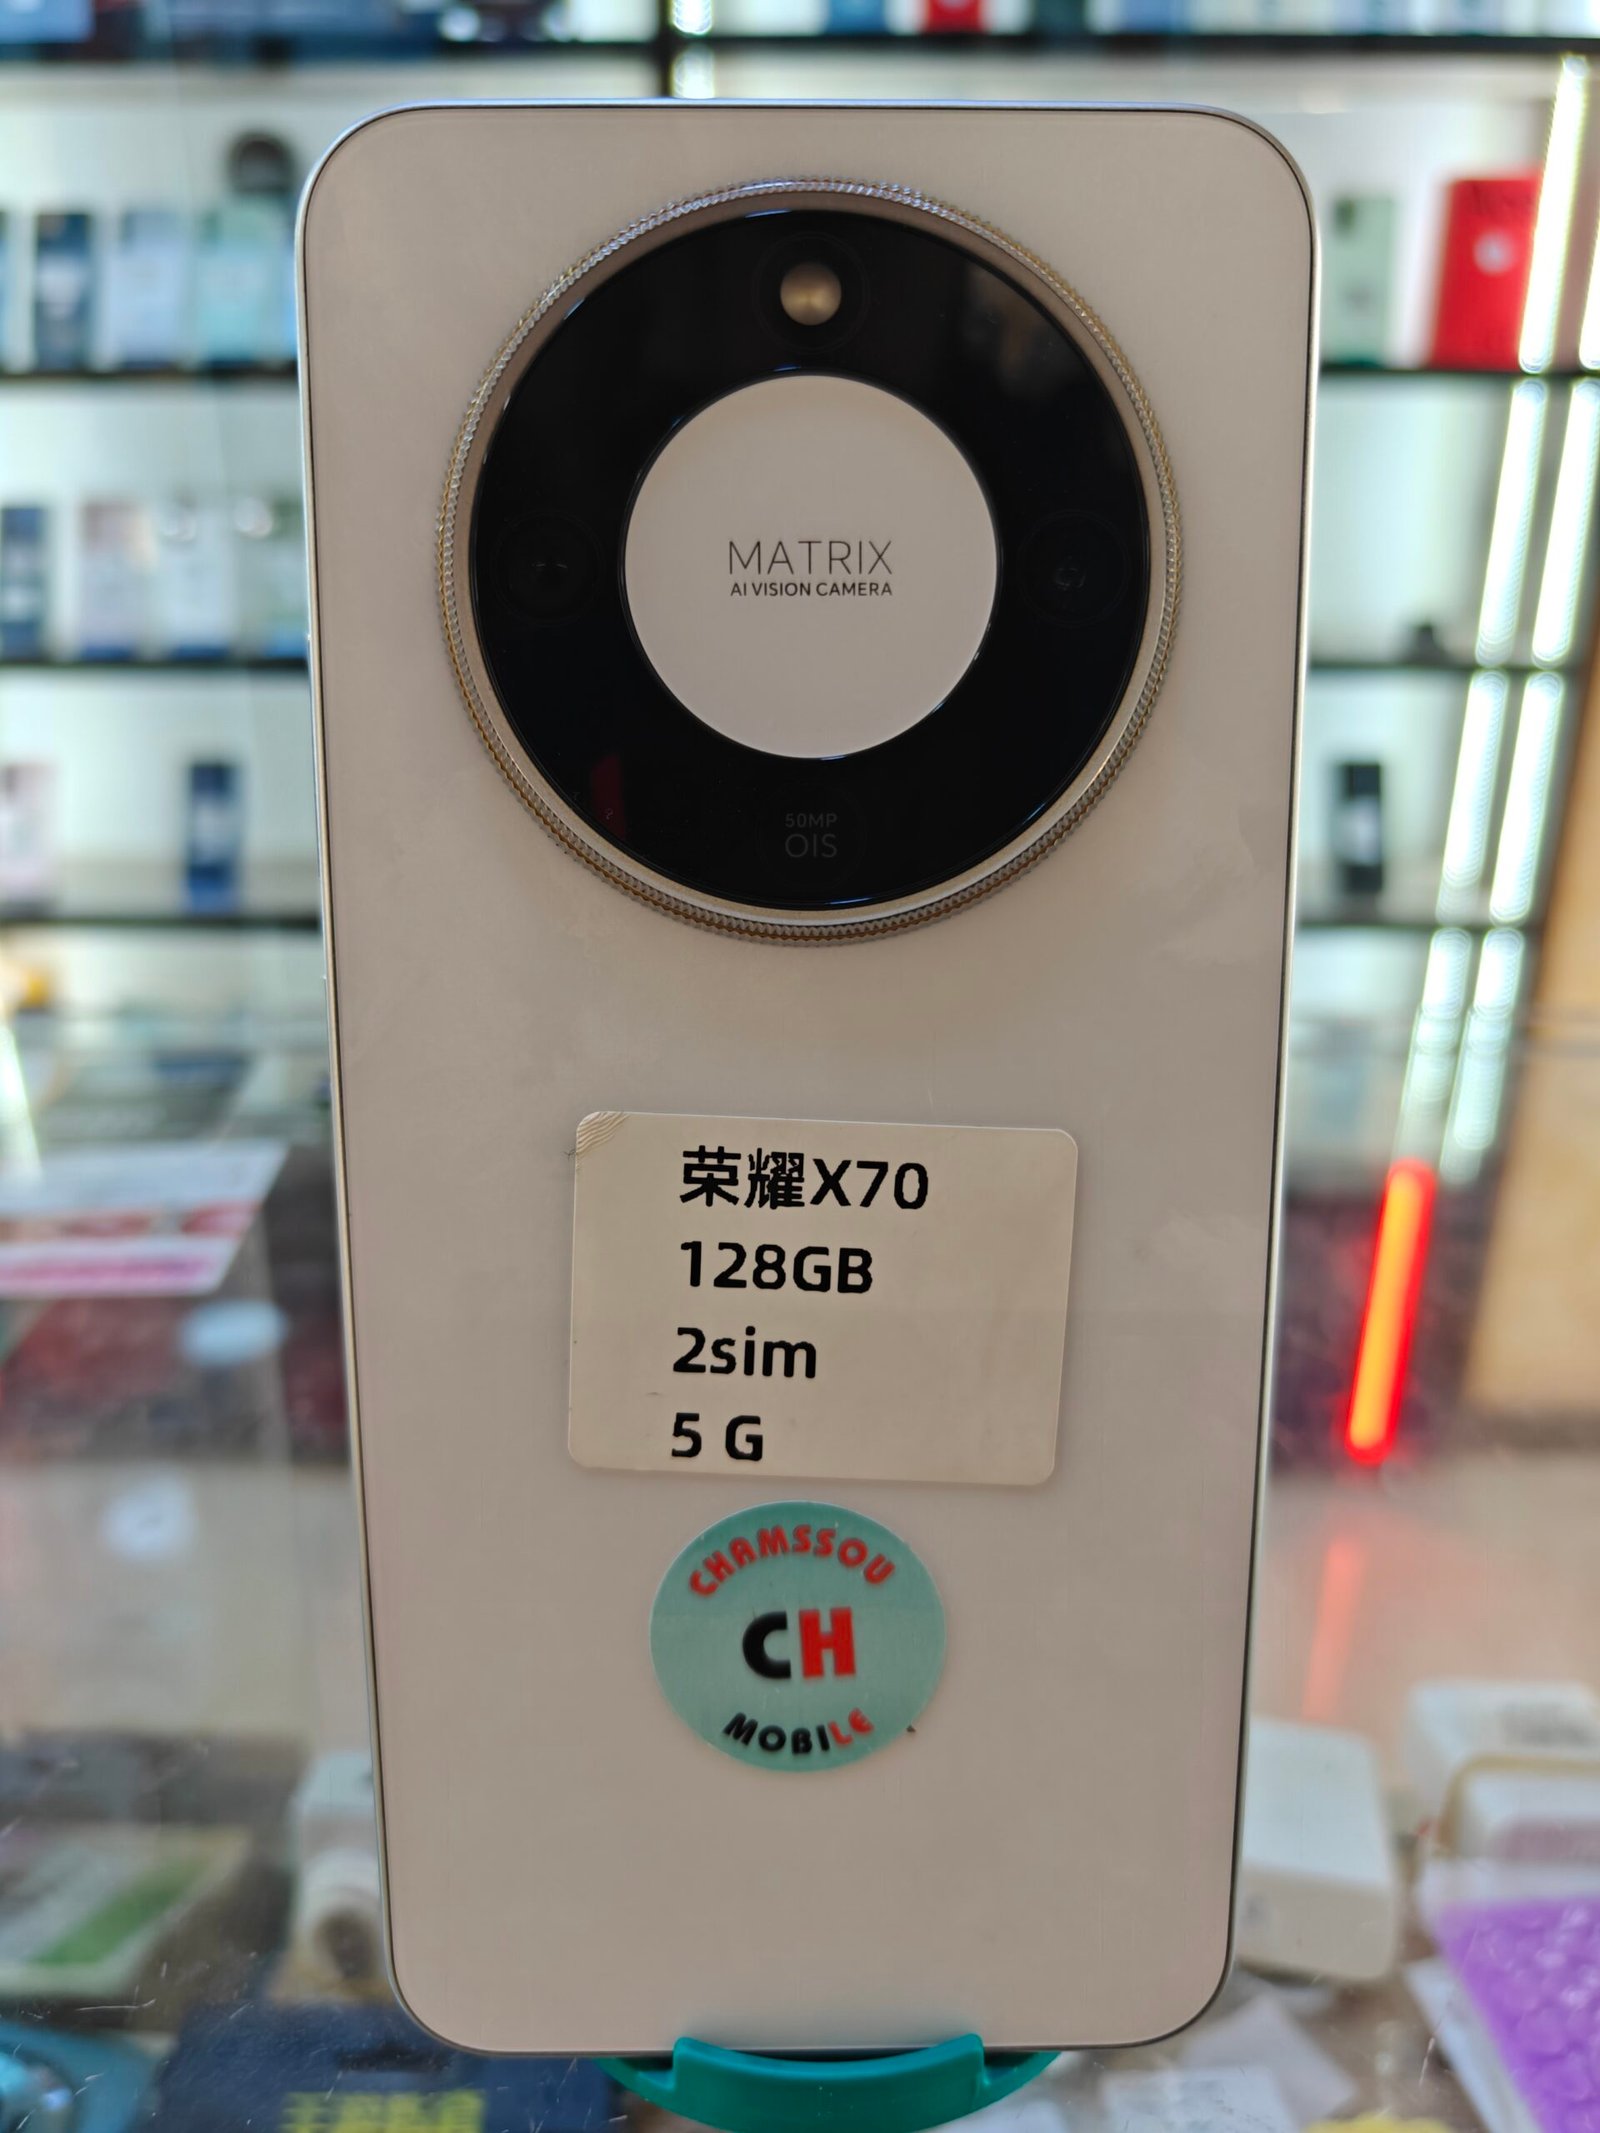 MATRIX
AI VISION CAMERA
50MP
OIS
荣耀X70
128GB
2sim
5 G
CHAMSSOU
CH
MOBILE